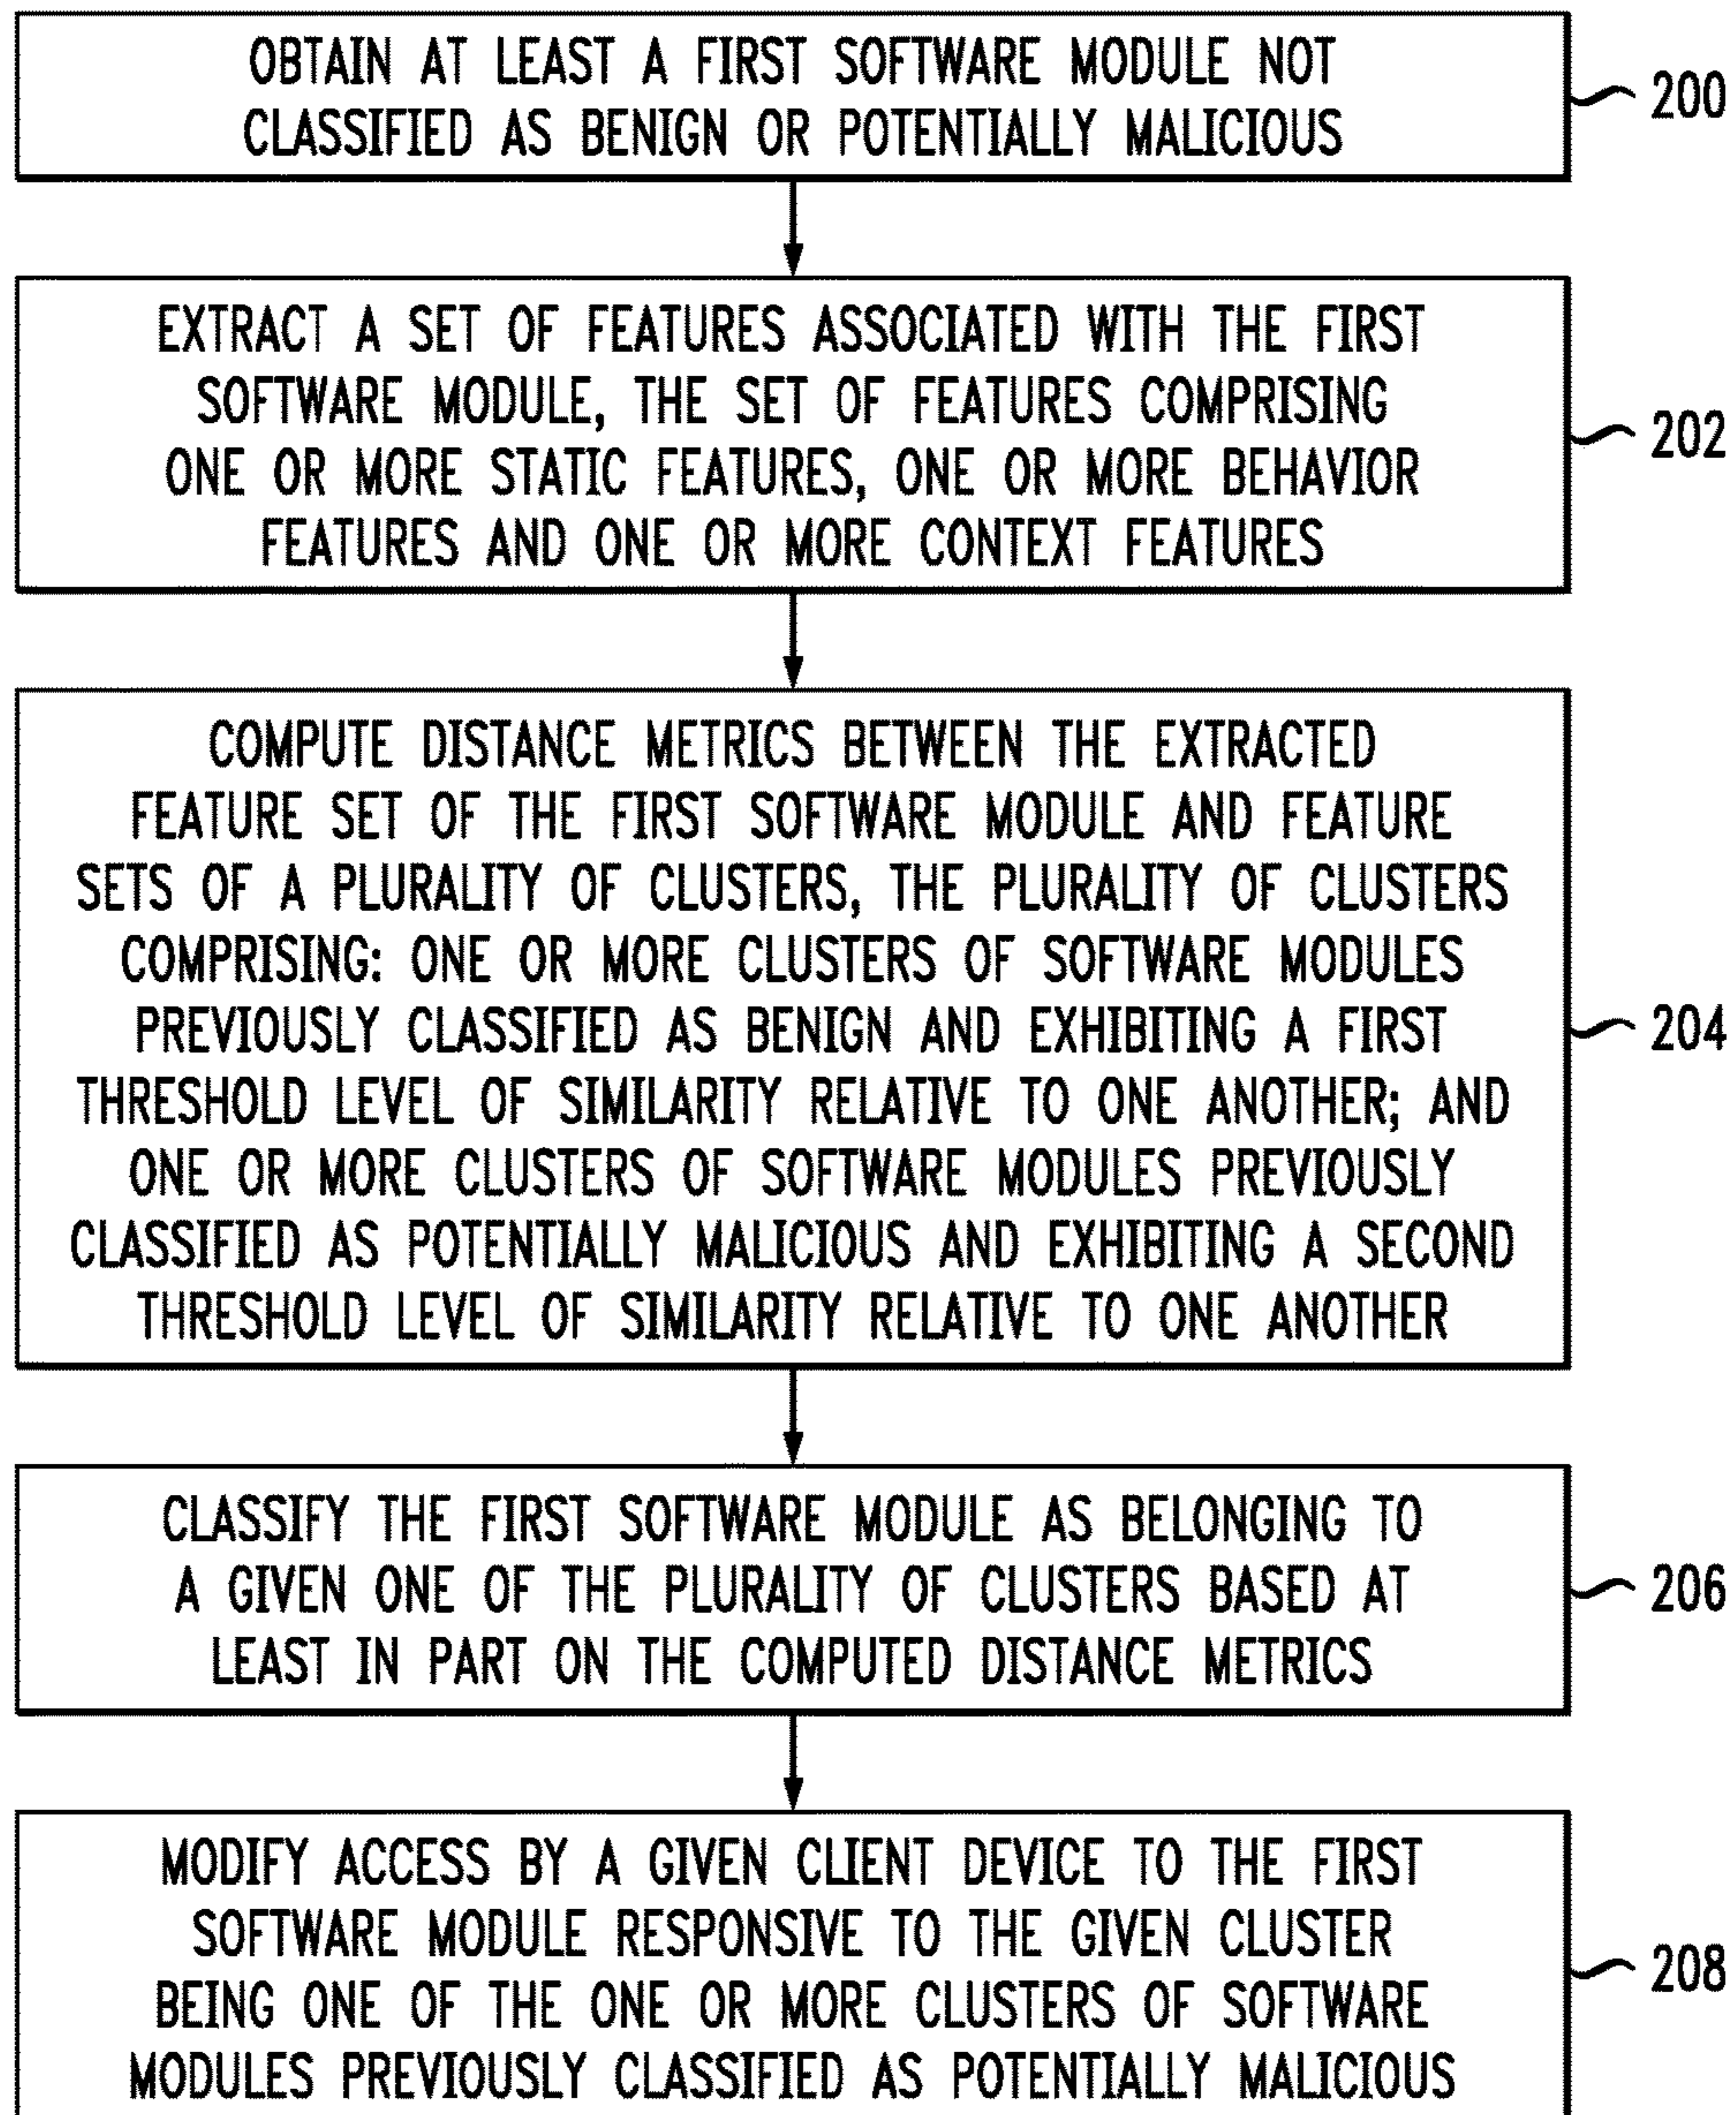 OBTAIN AT LEAST A FIRST SOFTWARE MODULE NOT
CLASSIFIED AS BENIGN OR POTENTIALLY MALICIOUS
200
EXTRACT A SET OF FEATURES ASSOCIATED WITH THE FIRST
SOFTWARE MODULE, THE SET OF FEATURES COMPRISING
ONE OR MORE STATIC FEATURES, ONE OR MORE BEHAVIOR
FEATURES AND ONE OR MORE CONTEXT FEATURES
202
COMPUTE DISTANCE METRICS BETWEEN THE EXTRACTED
FEATURE SET OF THE FIRST SOFTWARE MODULE AND FEATURE
SETS OF A PLURALITY OF CLUSTERS, THE PLURALITY OF CLUSTERS
COMPRISING: ONE OR MORE CLUSTERS OF SOFTWARE MODULES
PREVIOUSLY CLASSIFIED AS BENIGN AND EXHIBITING A FIRST
THRESHOLD LEVEL OF SIMILARITY RELATIVE TO ONE ANOTHER; AND
ONE OR MORE CLUSTERS OF SOFTWARE MODULES PREVIOUSLY
CLASSIFIED AS POTENTIALLY MALICIOUS AND EXHIBITING A SECOND
THRESHOLD LEVEL OF SIMILARITY RELATIVE TO ONE ANOTHER
204
CLASSIFY THE FIRST SOFTWARE MODULE AS BELONGING TO
A GIVEN ONE OF THE PLURALITY OF CLUSTERS BASED AT
LEAST IN PART ON THE COMPUTED DISTANCE METRICS
206
MODIFY ACCESS BY A GIVEN CLIENT DEVICE TO THE FIRST
SOFTWARE MODULE RESPONSIVE TO THE GIVEN CLUSTER
BEING ONE OF THE ONE OR MORE CLUSTERS OF SOFTWARE
MODULES PREVIOUSLY CLASSIFIED AS POTENTIALLY MALICIOUS
208